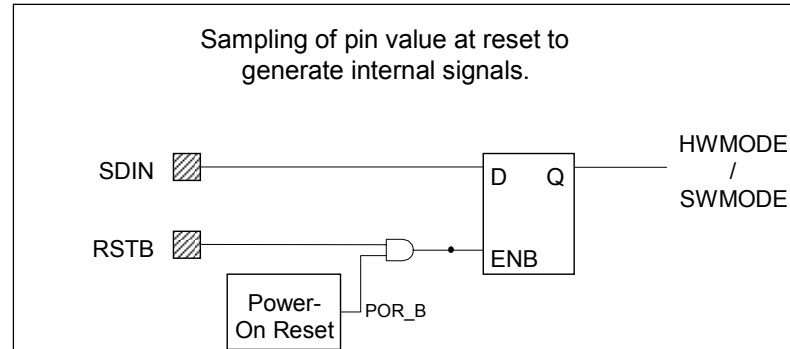 Sampling of pin value at reset to
generate internal signals.
HWMODE
SDIN
D Q
/
SWMODE
RSTB
ENB
Power-
On Reset
POR_B